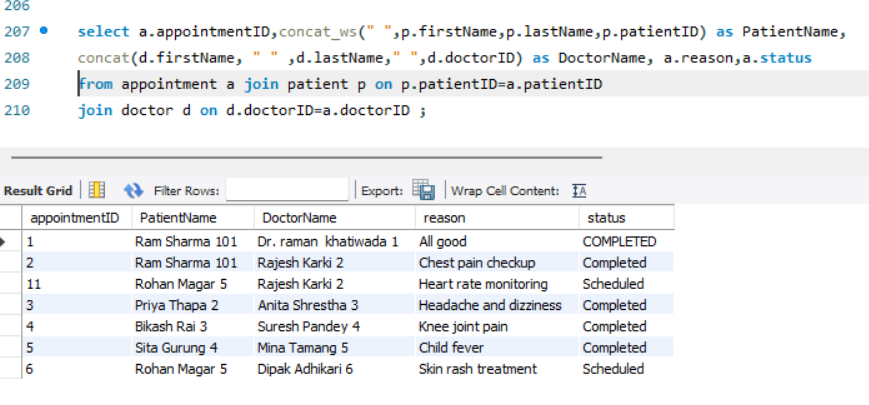 206
207 select a.appointmentID,concat_ws(" ",p.firstName,p.lastName,p.patientID) as PatientName,
208 concat(d.firstName, " " ,d.lastName," ",d.doctorID) as DoctorName, a.reason,a.status
209 from appointment a join patient p on p.patientID=a.patientID
210 join doctor d on d.doctorID=a.doctorID ;
Result Grid Filter Rows: Export: Wrap Cell Content:
appointmentID PatientName DoctorName reason status
1 Ram Sharma 101 Dr. raman  khatiwada 1 All good COMPLETED
2 Ram Sharma 101 Rajesh Karki 2 Chest pain checkup Completed
11 Rohan Magar 5 Rajesh Karki 2 Heart rate monitoring Scheduled
3 Priya Thapa 2 Anita Shrestha 3 Headache and dizziness Completed
4 Bikash Rai 3 Suresh Pandey 4 Knee joint pain Completed
5 Sita Gurung 4 Mina Tamang 5 Child fever Completed
6 Rohan Magar 5 Dipak Adhikari 6 Skin rash treatment Scheduled